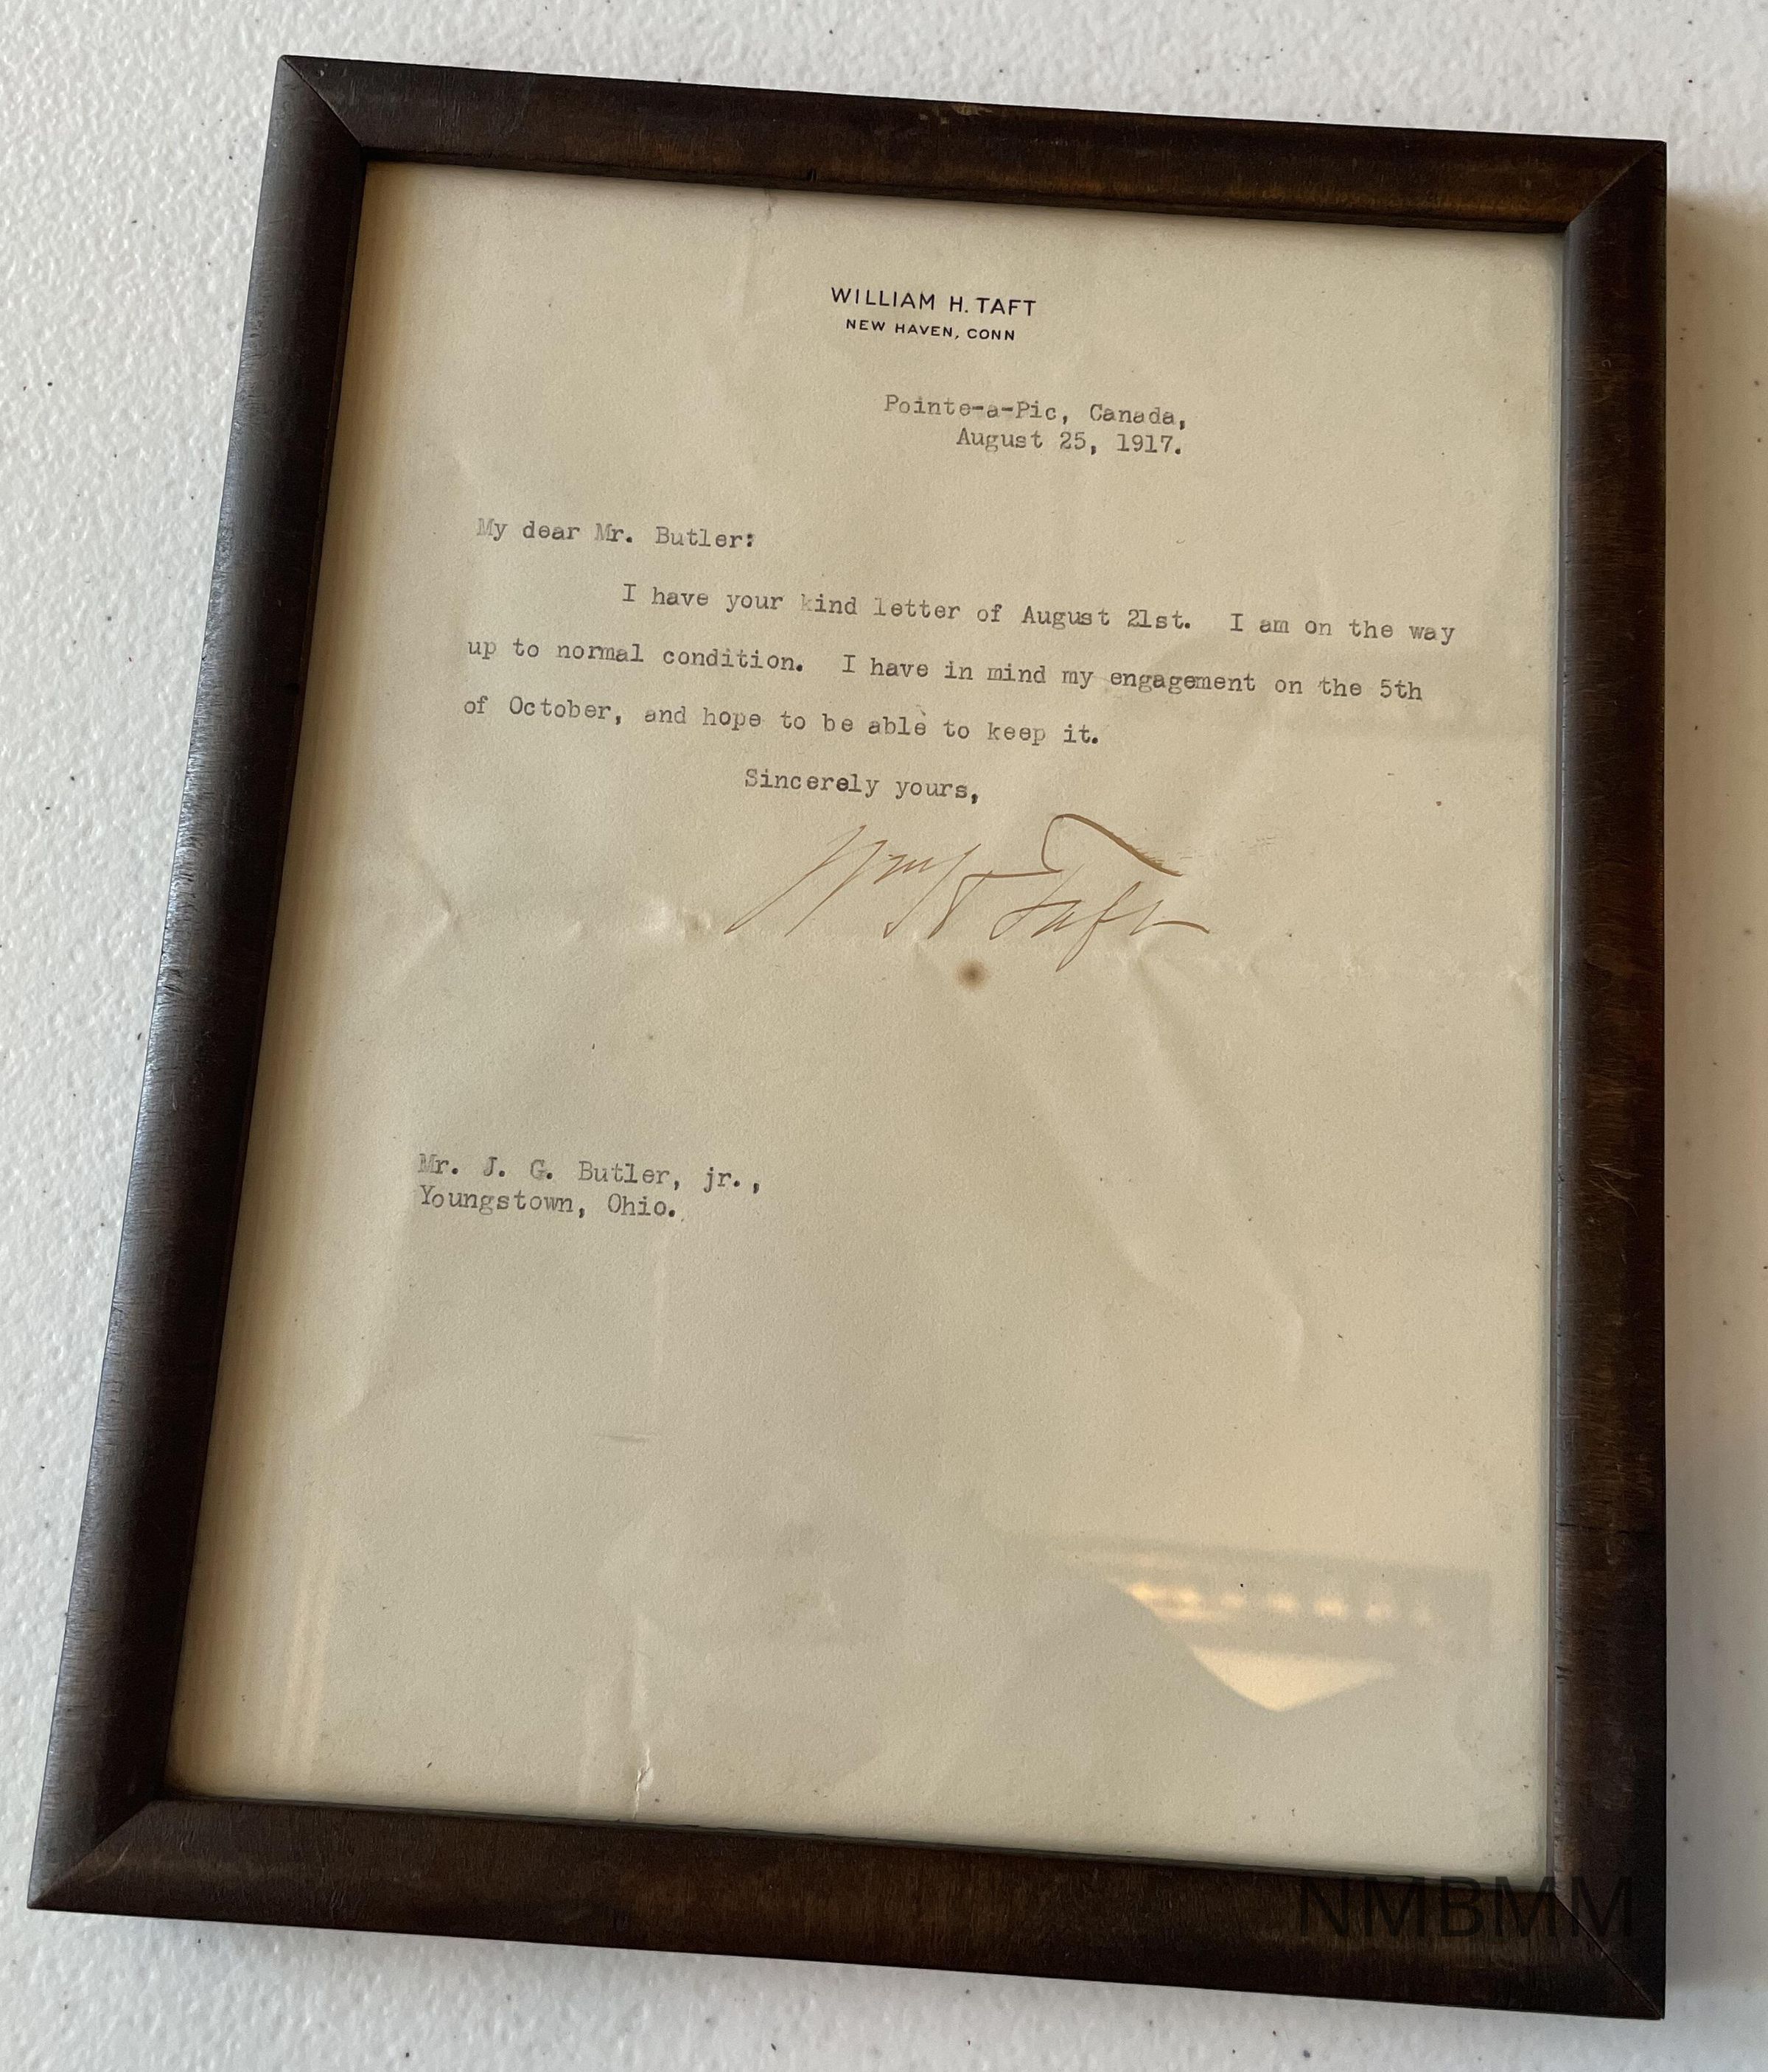 WILLIAM H. TAFT
NEW HAVEN, CONN
Pointe-a-Pic, Canada,
August 25, 1917.
My dear Mr. Butler:
I have your kind letter of August 21st. I am on the way
up to normal condition. I have in mind my engagement on the 5th
of October, and hope to be able to keep it.
Sincerely yours,
Wm H Taft
Mr. J. G. Butler, jr.,
Youngstown, Ohio.
NMBMM